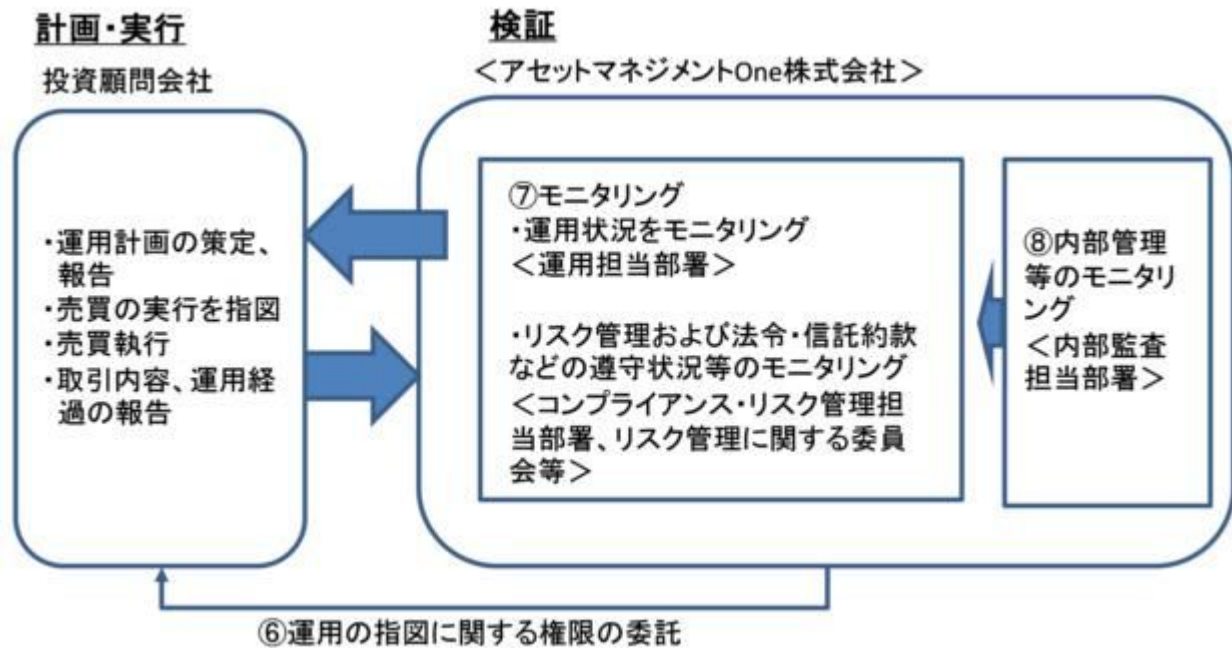 計画・実行
投資顧問会社
・運用計画の策定、
報告
・売買の実行を指図
・売買執行
・取引内容、運用経
過の報告
検証
＜アセットマネジメントOne株式会社＞
⑦モニタリング
・運用状況をモニタリング
＜運用担当部署＞
・リスク管理および法令・信託約款
などの遵守状況等のモニタリング
＜コンプライアンス・リスク管理担
当部署、リスク管理に関する委員
会等＞
⑧内部管理
等のモニタリ
ング
＜内部監査
担当部署＞
⑥運用の指図に関する権限の委託